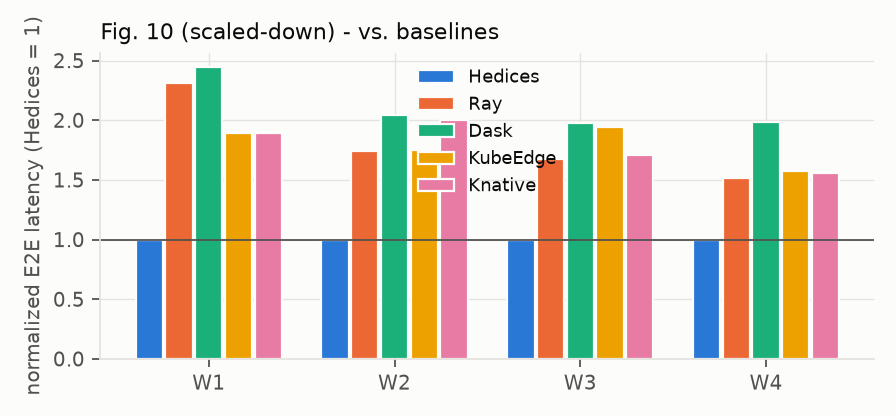 Fig. 10 (scaled-down) - vs. baselines
normalized E2E latency (Hedices = 1)
2.5
2.0
1.5
1.0
0.5
0.0
Hedices
Ray
Dask
KubeEdge
Knative
W1
W2
W3
W4